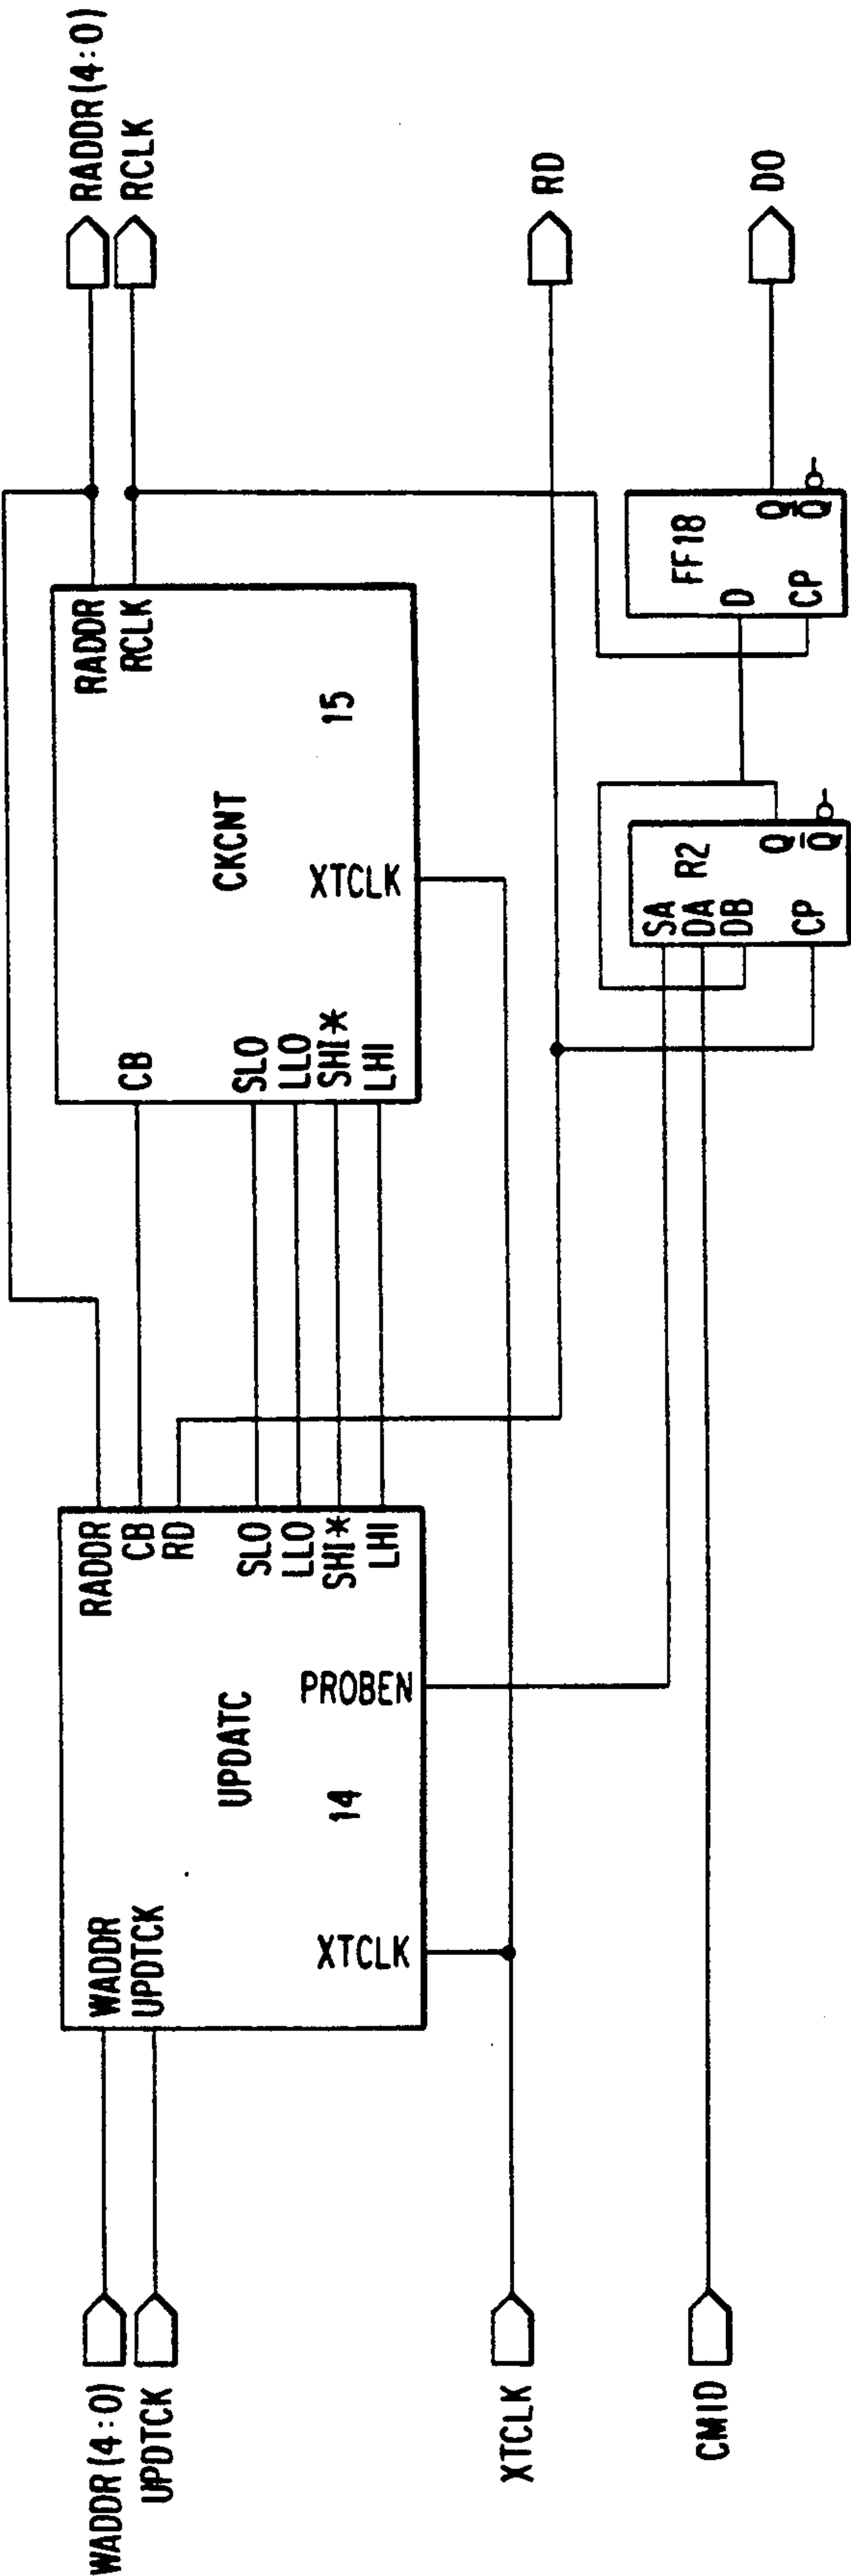 WADDR(4:0)
UPDTCK
XTCLK
CMID
WADDR
UPDTCK
UPDATC
14
XTCLK
PROBEN
RADDR
CB
RD
SLO
LLO
SHI*
LHI
CB
SLO
LLO
SHI*
LHI
CKCNT
15
XTCLK
RADDR
RCLK
SA
DA
DB
CP
R2
Q
Q̅
D
CP
FF18
Q
Q̅
RADDR(4:0)
RCLK
RD
DO